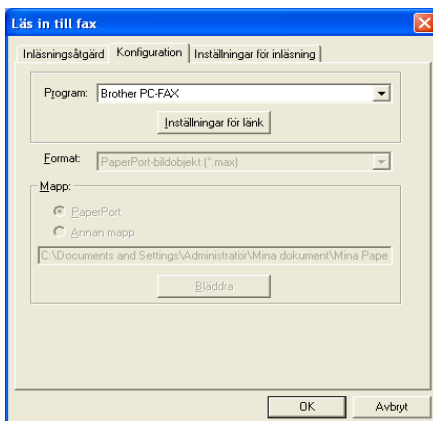 Läs in till fax
Inläsningsåtgärd Konfiguration Inställningar för inläsning
Program: Brother PC-FAX
Inställningar för länk
Format: PaperPort-bildobjekt (*.max)
Mapp:
PaperPort
Annan mapp
C:\Documents and Settings\Administratör\Mina dokument\Mina Pape
Bläddra
OK Avbryt